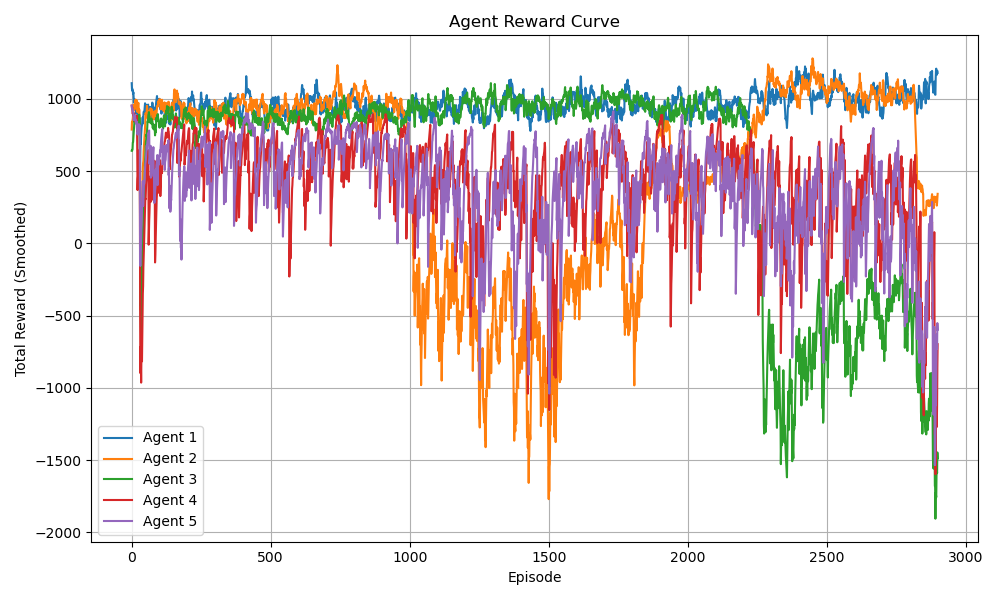 Agent Reward Curve
Total Reward (Smoothed)
1000
500
0
−500
−1000
−1500
−2000
Agent 1
Agent 2
Agent 3
Agent 4
Agent 5
0 500 1000 1500 2000 2500 3000
Episode